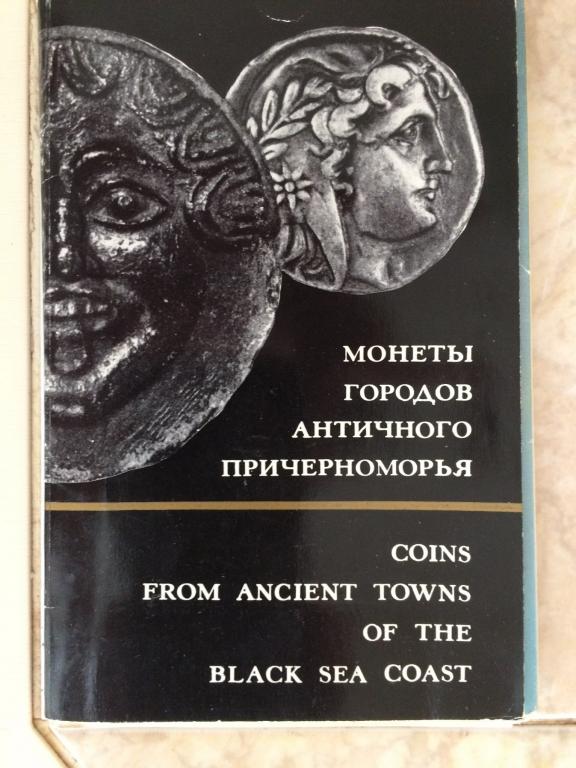 МОНЕТЫ
ГОРОДОВ
АНТИЧНОГО
ПРИЧЕРНОМОРЬЯ
COINS
FROM ANCIENT TOWNS
OF THE
BLACK SEA COAST